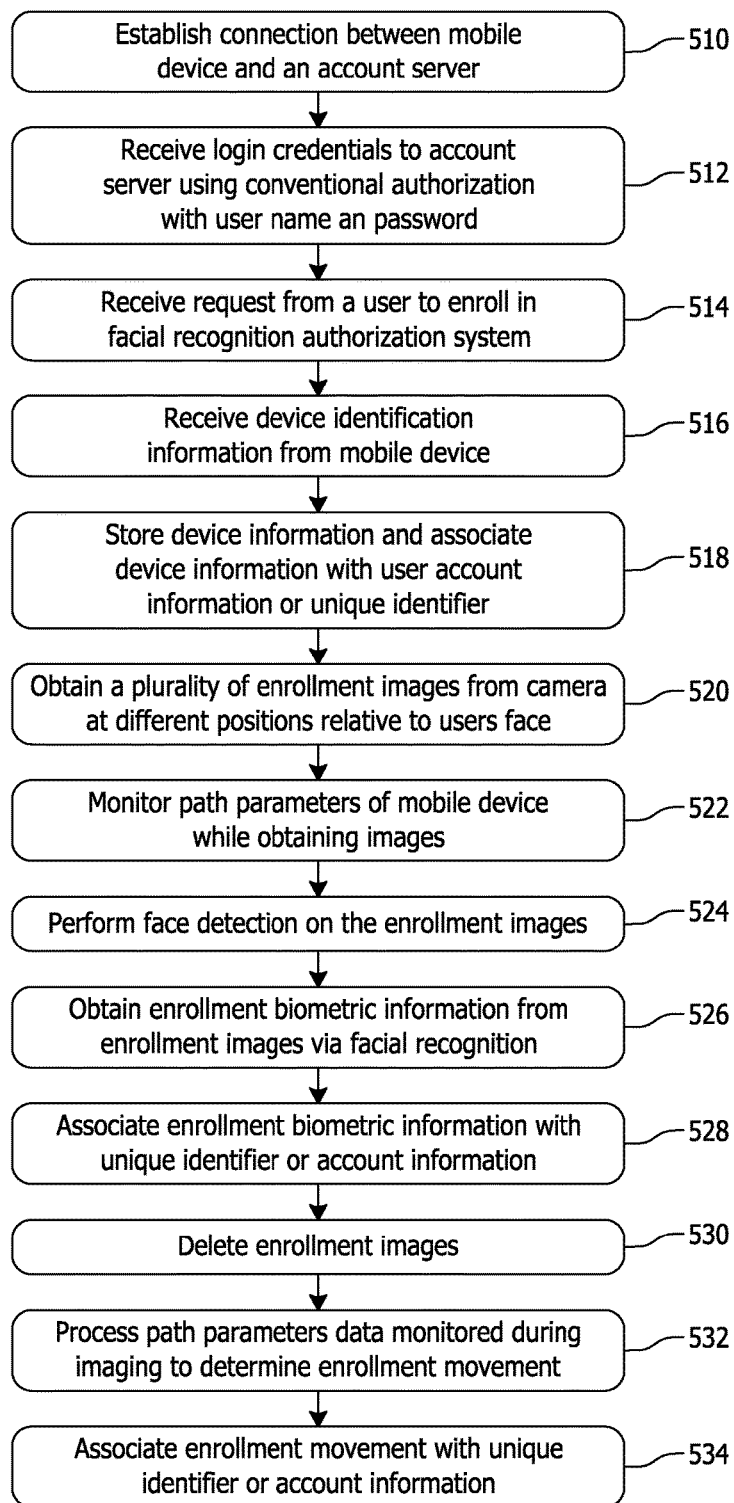 Establish connection between mobile
device and an account server
510
Receive login credentials to account
server using conventional authorization
with user name an password
512
Receive request from a user to enroll in
facial recognition authorization system
514
Receive device identification
information from mobile device
516
Store device information and associate
device information with user account
information or unique identifier
518
Obtain a plurality of enrollment images from camera
at different positions relative to users face
520
Monitor path parameters of mobile device
while obtaining images
522
Perform face detection on the enrollment images
524
Obtain enrollment biometric information from
enrollment images via facial recognition
526
Associate enrollment biometric information with
unique identifier or account information
528
Delete enrollment images
530
Process path parameters data monitored during
imaging to determine enrollment movement
532
Associate enrollment movement with unique
identifier or account information
534